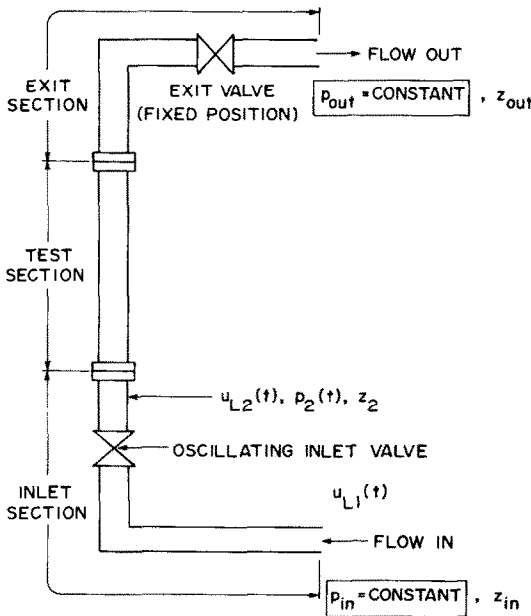 FLOW OUT
EXIT
SECTION
EXIT VALVE
(FIXED POSITION)
p_out = CONSTANT , z_out
TEST
SECTION
u_L2(t), p_2(t), z_2
OSCILLATING INLET VALVE
INLET
SECTION
u_L1(t)
FLOW IN
p_in = CONSTANT , z_in